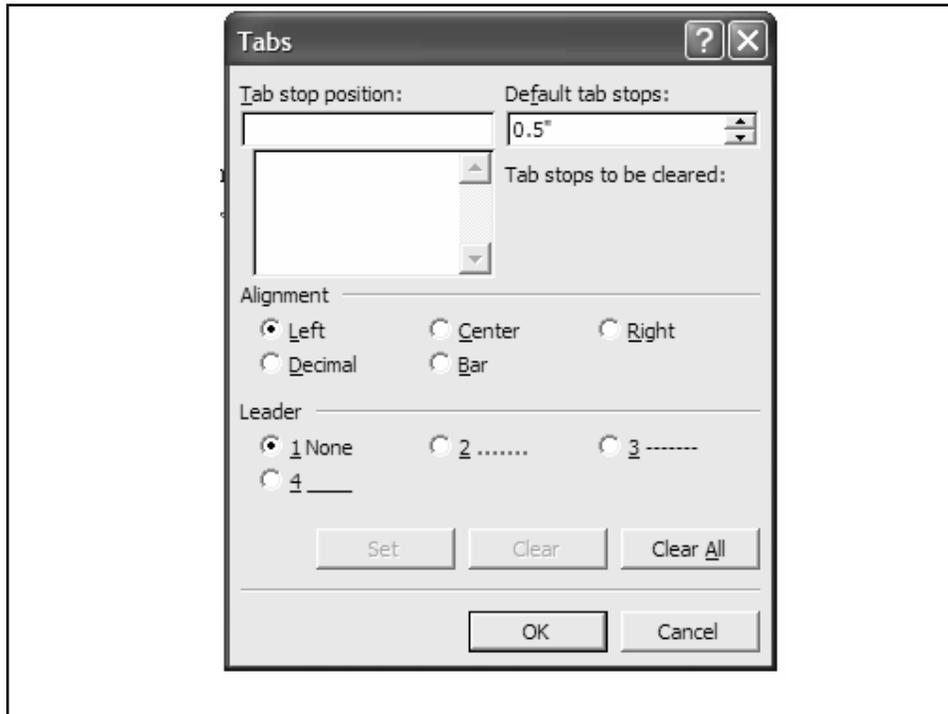 Tabs
Tab stop position:
Default tab stops:
0.5"
Tab stops to be cleared:
Alignment
Left Center Right
Decimal Bar
Leader
1 None 2 ....... 3 -------
4 ____
Set Clear Clear All
OK Cancel